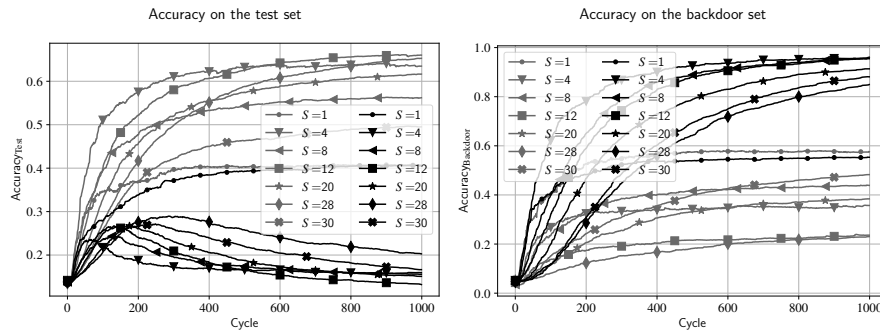 Accuracy on the test set
Accuracy_Test
0.6
0.5
0.4
0.3
0.2
S =1 S =1
S =4 S =4
S =8 S =8
S =12 S =12
S =20 S =20
S =28 S =28
S =30 S =30
0 200 400 600 800 1000
Cycle
Accuracy on the backdoor set
Accuracy_Backdoor
1.0
0.8
0.6
0.4
0.2
0.0
S =1 S =1
S =4 S =4
S =8 S =8
S =12 S =12
S =20 S =20
S =28 S =28
S =30 S =30
0 200 400 600 800 1000
Cycle